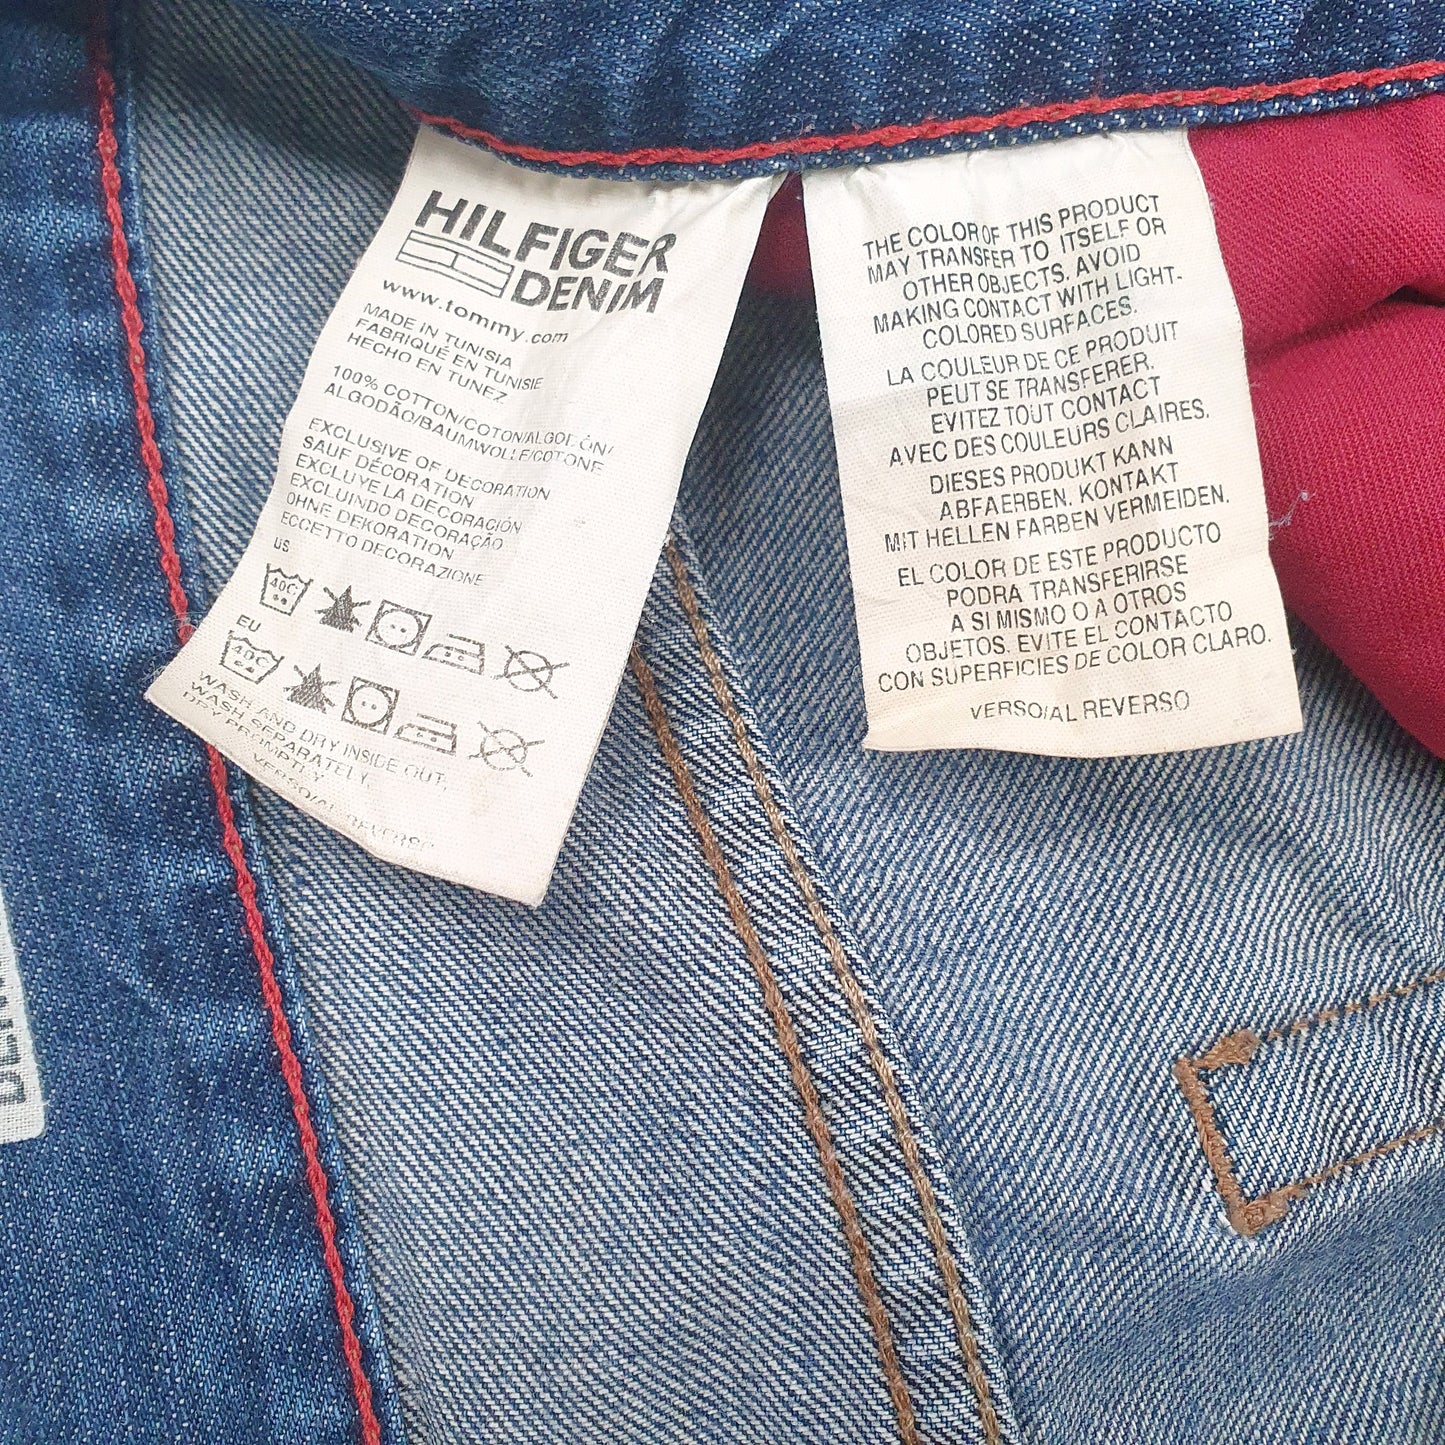 HILFIGER
DENIM
www.tommy.com
MADE IN TUNISIA
FABRIQUÉ EN TUNISIE
HECHO EN TUNEZ
100% COTTON/COTON/ALGODÓN/
ALGODÃO/BAUMWOLLE/COTONE
EXCLUSIVE OF DECORATION
SAUF DÉCORATION
EXCLUYE LA DECORACIÓN
EXCLUINDO DECORAÇÃO
OHNE DEKORATION
ECCETTO DECORAZIONE
US
40C
EU
40C
WASH AND DRY INSIDE OUT,
WASH SEPARATELY,
DRY PROMPTLY
VERSO/AL REVERSO
THE COLOR OF THIS PRODUCT
MAY TRANSFER TO ITSELF OR
OTHER OBJECTS. AVOID
MAKING CONTACT WITH LIGHT-
COLORED SURFACES.
LA COULEUR DE CE PRODUIT
PEUT SE TRANSFERER.
EVITEZ TOUT CONTACT
AVEC DES COULEURS CLAIRES.
DIESES PRODUKT KANN
ABFAERBEN. KONTAKT
MIT HELLEN FARBEN VERMEIDEN.
EL COLOR DE ESTE PRODUCTO
PODRA TRANSFERIRSE
A SI MISMO O A OTROS
OBJETOS. EVITE EL CONTACTO
CON SUPERFICIES DE COLOR CLARO.
VERSO/AL REVERSO